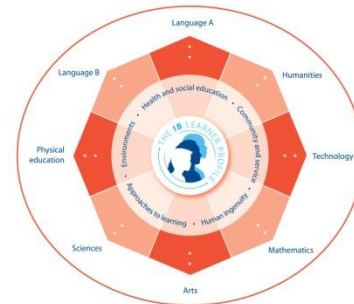 Language A
Language B
Humanities
Health and social education
Environments
Community and service
THE IB LEARNER PROFILE
Physical
education
Technology
Approaches to learning
Human ingenuity
Sciences
Mathematics
Arts